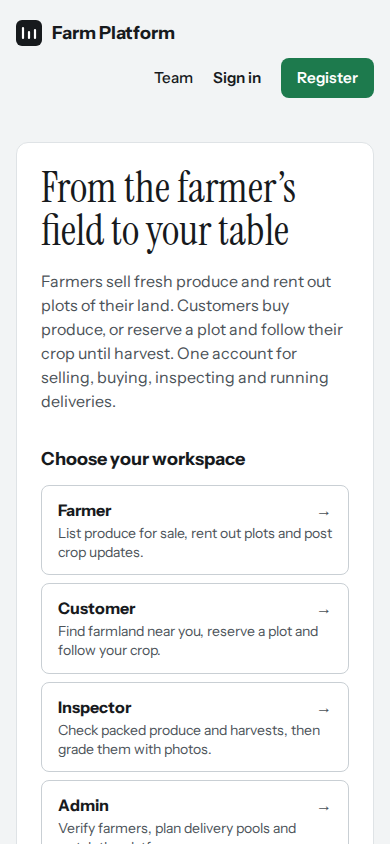 Farm Platform
Team Sign in Register
From the farmer’s
field to your table
Farmers sell fresh produce and rent out
plots of their land. Customers buy
produce, or reserve a plot and follow their
crop until harvest. One account for
selling, buying, inspecting and running
deliveries.
Choose your workspace
Farmer →
List produce for sale, rent out plots and post
crop updates.
Customer →
Find farmland near you, reserve a plot and
follow your crop.
Inspector →
Check packed produce and harvests, then
grade them with photos.
Admin →
Verify farmers, plan delivery pools and